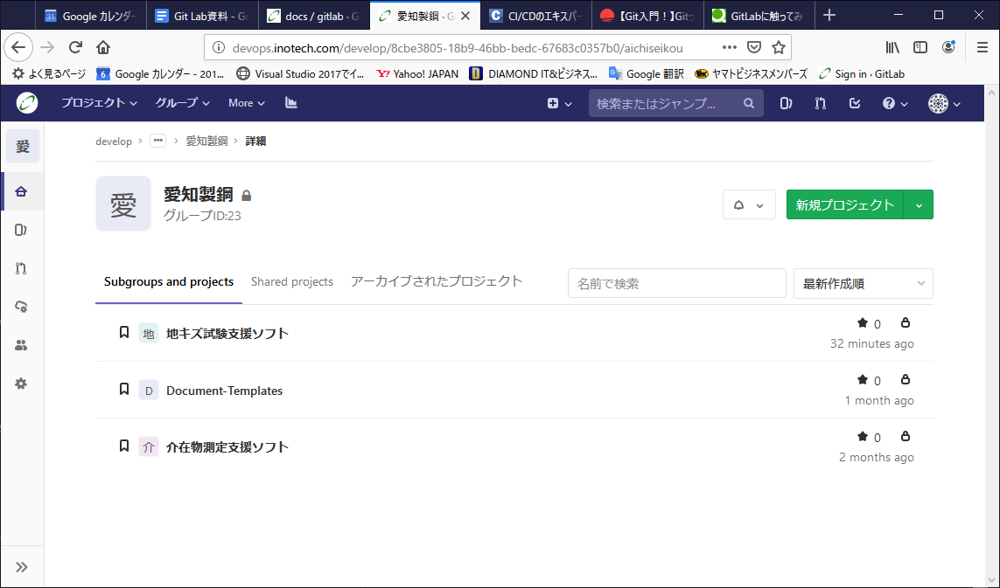 Google カレンダー
Git Lab資料 - Go
docs / gitlab · G
愛知製鋼 · G
CI/CDのエキスパー
【Git入門！】Gitっ
GitLabに触ってみ
devops.inotech.com/develop/8cbe3805-18b9-46bb-bedc-67683c0357b0/aichiseikou
よく見るページ
6 Google カレンダー - 201...
Visual Studio 2017でイ...
Yahoo! JAPAN
DIAMOND IT&ビジネス...
Google 翻訳
ヤマトビジネスメンバーズ
Sign in · GitLab
プロジェクト グループ More
検索またはジャンプ...
愛
develop > ... > 愛知製鋼 > 詳細
愛
愛知製鋼
グループID:23
新規プロジェクト
Subgroups and projects Shared projects アーカイブされたプロジェクト
名前で検索
最新作成順
地 地キズ試験支援ソフト
0
32 minutes ago
D Document-Templates
0
1 month ago
介 介在物測定支援ソフト
0
2 months ago